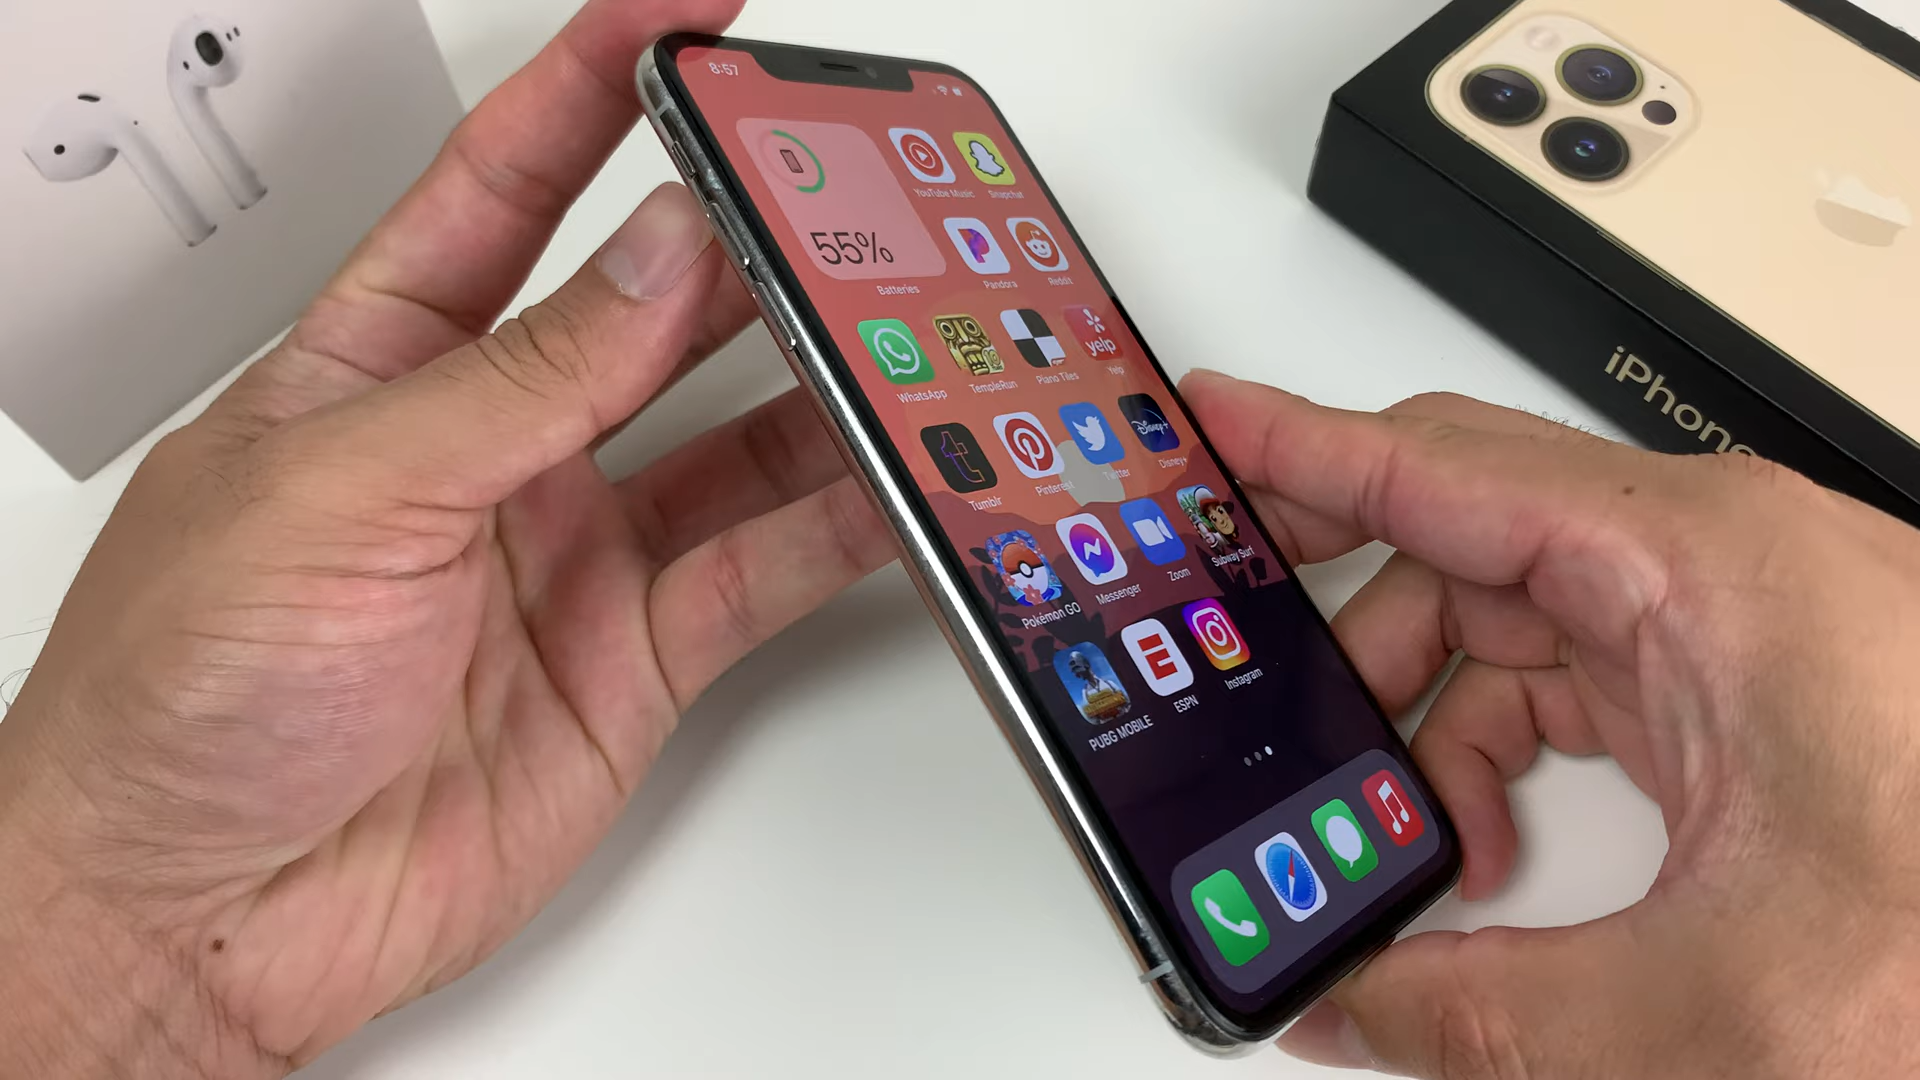 8:57
55%
Batteries
YouTube Music
Snapchat
Pandora
Reddit
WhatsApp
TempleRun
Piano Tiles
yelp
Yelp
Tumblr
Pinterest
Twitter
Disney+
Disney+
Pokémon GO
Messenger
Zoom
Subway Surf
PUBG MOBILE
ESPN
Instagram
iPhone